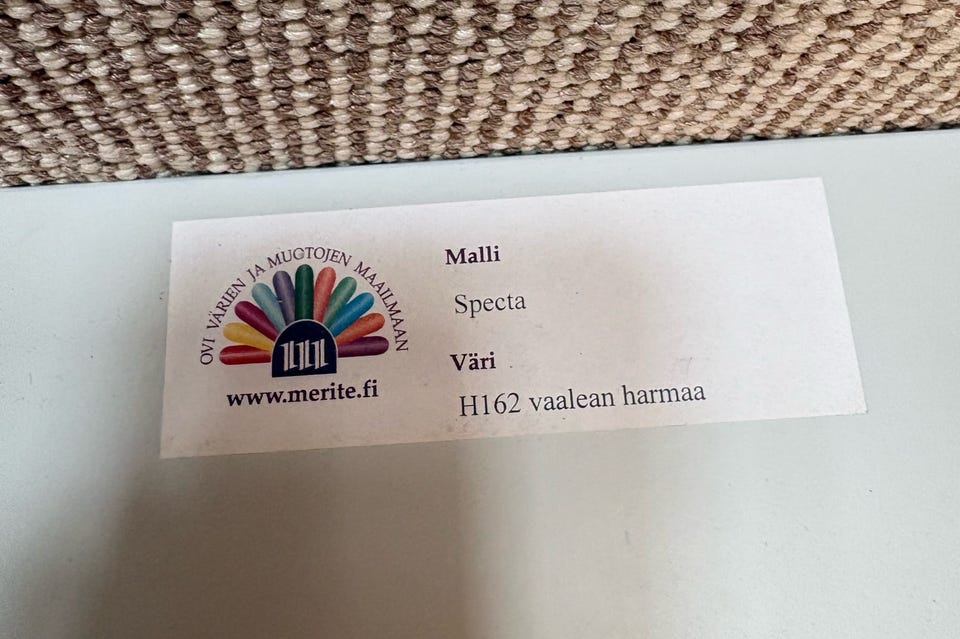 OVI VÄRIEN JA MUOTOJEN MAAILMAAN
www.merite.fi
Malli
Specta
Väri
H162 vaalean harmaa